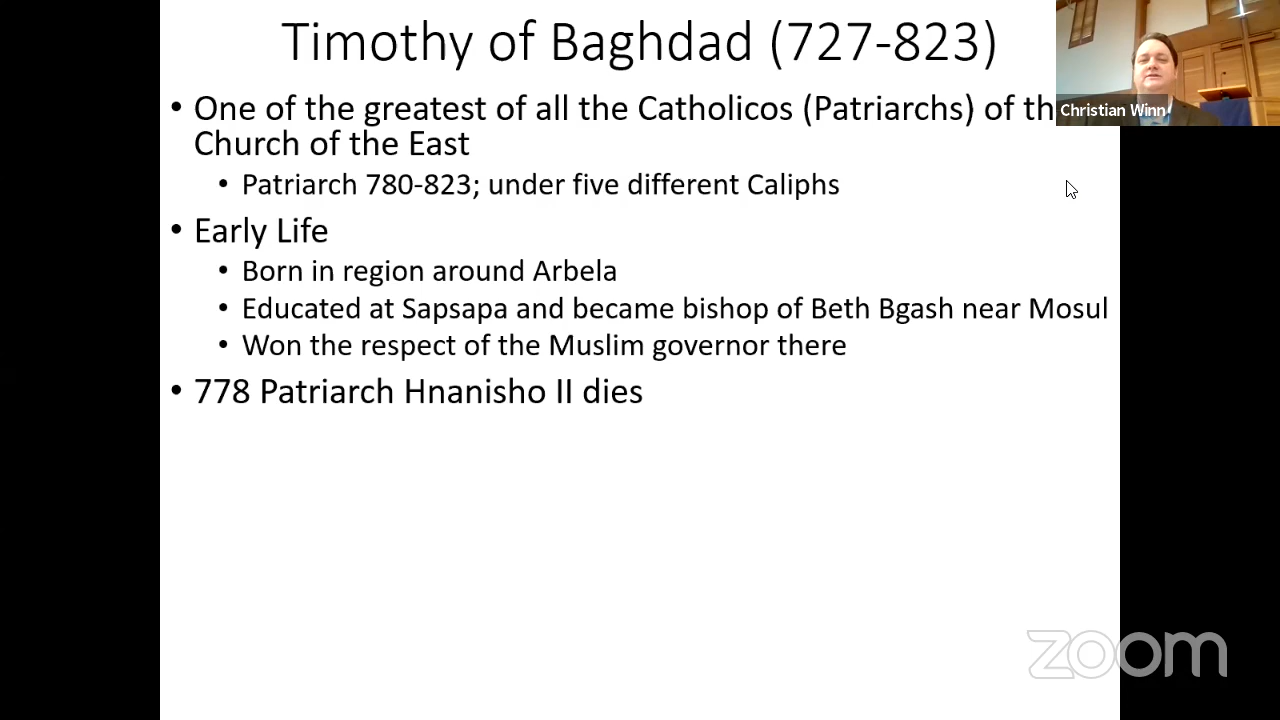 Timothy of Baghdad (727-823)
• One of the greatest of all the Catholicos (Patriarchs) of th
Church of the East
• Patriarch 780-823; under five different Caliphs
• Early Life
• Born in region around Arbela
• Educated at Sapsapa and became bishop of Beth Bgash near Mosul
• Won the respect of the Muslim governor there
• 778 Patriarch Hnanisho II dies
Christian Winn
zoom